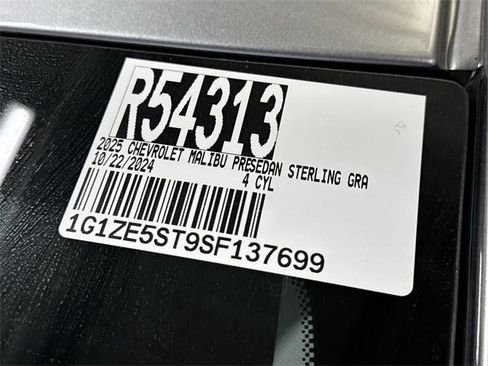 R54313
2025 CHEVROLET MALIBU PRESEDAN STERLING GRA
10/22/2024 4 CYL
1G1ZE5ST9SF137699